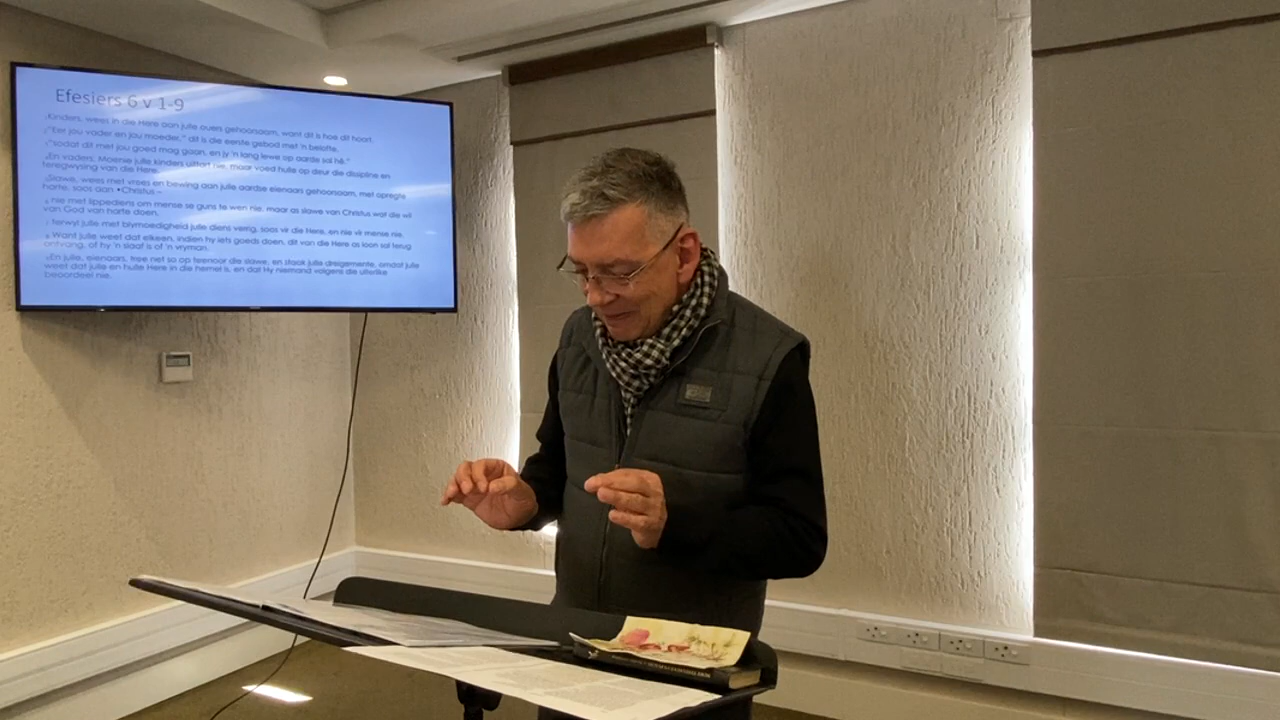 Efesiers 6 v 1-9
1Kinders, wees in die Here aan julle ouers gehoorsaam, want dit is hoe dit hoort.
2"Eer jou vader en jou moeder," dit is die eerste gebod met 'n belofte,
3"sodat dit met jou goed mag gaan, en jy 'n lang lewe op aarde sal hê."
4En vaders: Moenie julle kinders uittart nie, maar voed hulle op deur die dissipline en
teregwysing van die Here.
5Slawe, wees met vrees en bewing aan julle aardse eienaars gehoorsaam, met opregte
harte, soos aan •Christus –
6 nie met lippediens om mense se guns te wen nie, maar as slawe van Christus wat die wil
van God van harte doen,
7 terwyl julle met blymoedigheid julle diens verrig, soos vir die Here, en nie vir mense nie.
8 Want julle weet dat elkeen, indien hy iets goeds doen, dit van die Here as loon sal terug
ontvang, of hy 'n slaaf is of 'n vryman.
9En julle, eienaars, tree net so op teenoor die slawe, en staak julle dreigemente, omdat julle
weet dat julle en hulle Here in die hemel is, en dat Hy niemand volgens die uiterlike
beoordeel nie.